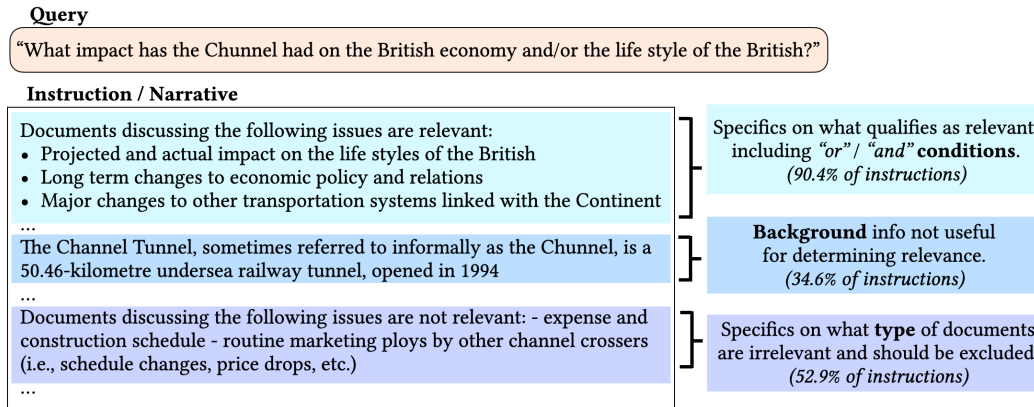 Query
“What impact has the Chunnel had on the British economy and/or the life style of the British?”
Instruction / Narrative
Documents discussing the following issues are relevant:
• Projected and actual impact on the life styles of the British
• Long term changes to economic policy and relations
• Major changes to other transportation systems linked with the Continent
...
The Channel Tunnel, sometimes referred to informally as the Chunnel, is a
50.46-kilometre undersea railway tunnel, opened in 1994
...
Documents discussing the following issues are not relevant: - expense and
construction schedule - routine marketing ploys by other channel crossers
(i.e., schedule changes, price drops, etc.)
...
Specifics on what qualifies as relevant
including “or” / “and” conditions.
(90.4% of instructions)
Background info not useful
for determining relevance.
(34.6% of instructions)
Specifics on what type of documents
are irrelevant and should be excluded
(52.9% of instructions)